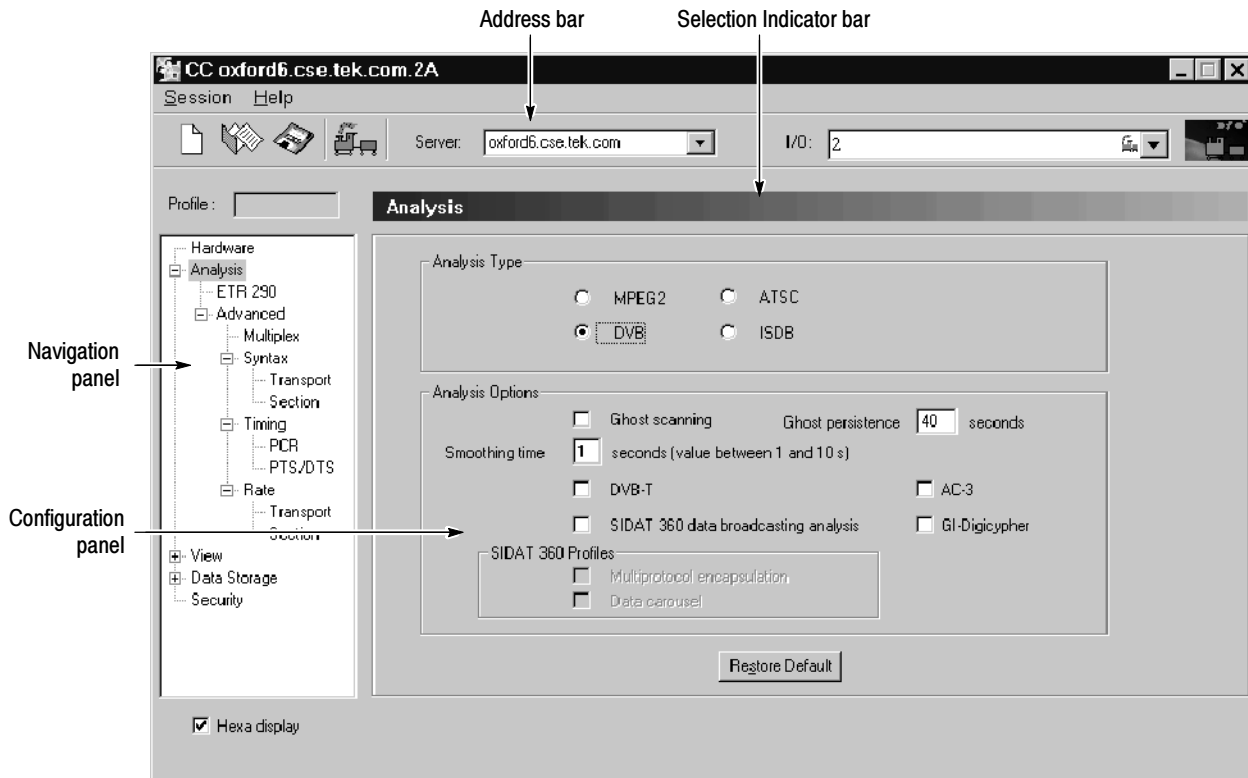 Address bar
Selection Indicator bar
CC oxford6.cse.tek.com.2A
Session Help
Server: oxford6.cse.tek.com I/O: 2
Profile :
Analysis
Navigation panel
Configuration panel
Hardware
Analysis
ETR 290
Advanced
Multiplex
Syntax
Transport
Section
Timing
PCR
PTS/DTS
Rate
Transport
Section
View
Data Storage
Security
Analysis Type
MPEG2 ATSC
DVB ISDB
Analysis Options
Ghost scanning Ghost persistence 40 seconds
Smoothing time 1 seconds (value between 1 and 10 s)
DVB-T AC-3
SIDAT 360 data broadcasting analysis GI-Digicypher
SIDAT 360 Profiles
Multiprotocol encapsulation
Data carousel
Restore Default
Hexa display